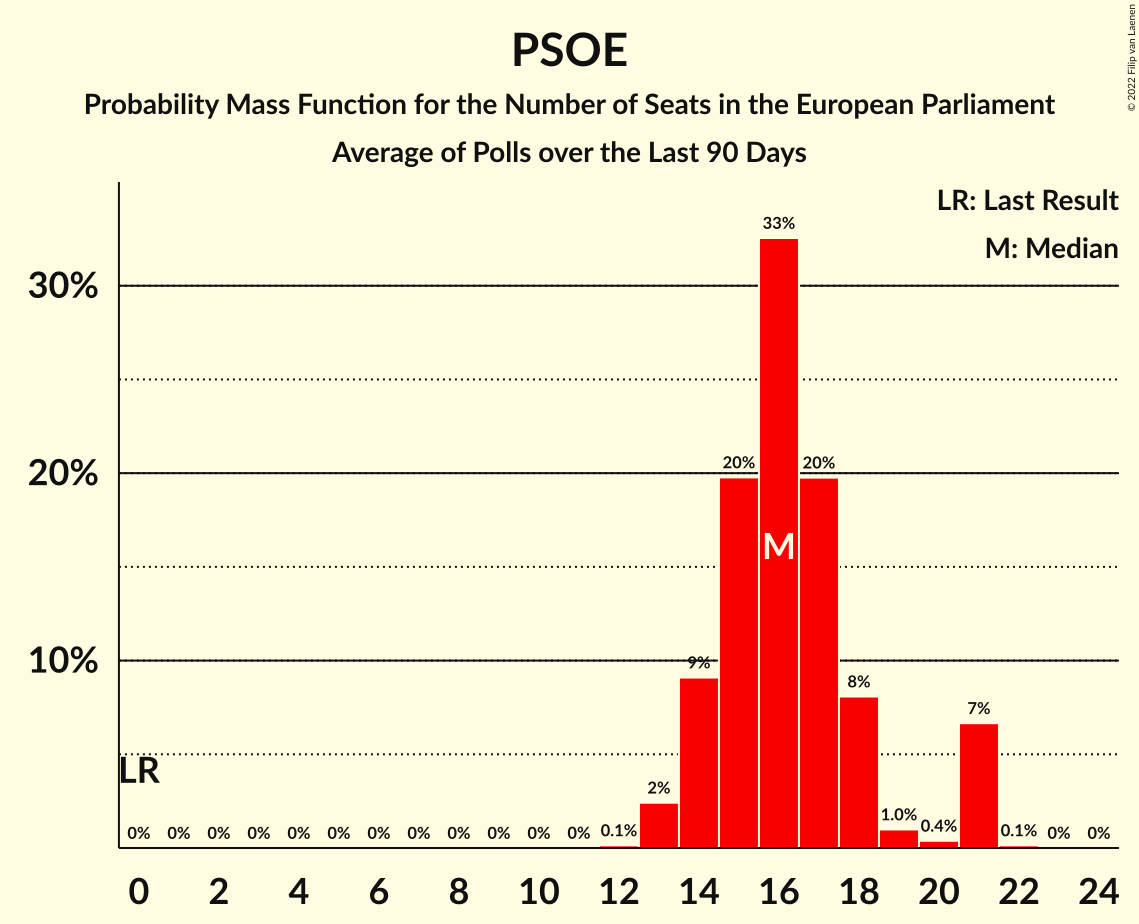 PSOE
Probability Mass Function for the Number of Seats in the European Parliament
Average of Polls over the Last 90 Days
© 2022 Filip van Laenen
LR: Last Result
M: Median
33%
30%
20% 20%
20%
M
9%
10%
8%
7%
LR
2%
1.0%
0.4%
0% 0% 0% 0% 0% 0% 0% 0% 0% 0% 0% 0% 0.1% 0.1% 0% 0%
0 2 4 6 8 10 12 14 16 18 20 22 24